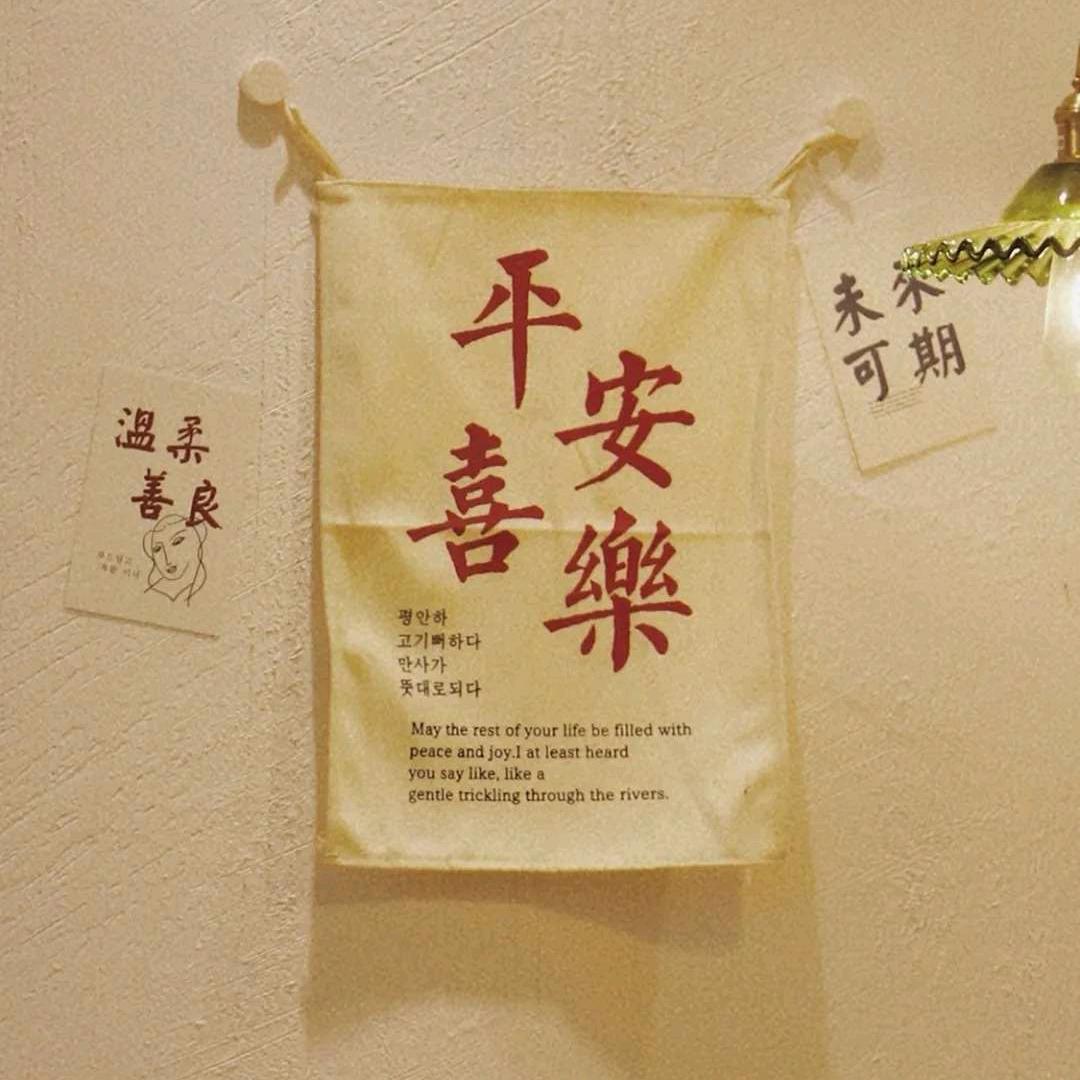 平安
喜樂
평안하
고기뻐하다
만사가
뜻대로되다
May the rest of your life be filled with
peace and joy.I at least heard
you say like, like a
gentle trickling through the rivers.
溫柔
善良
未來
可期